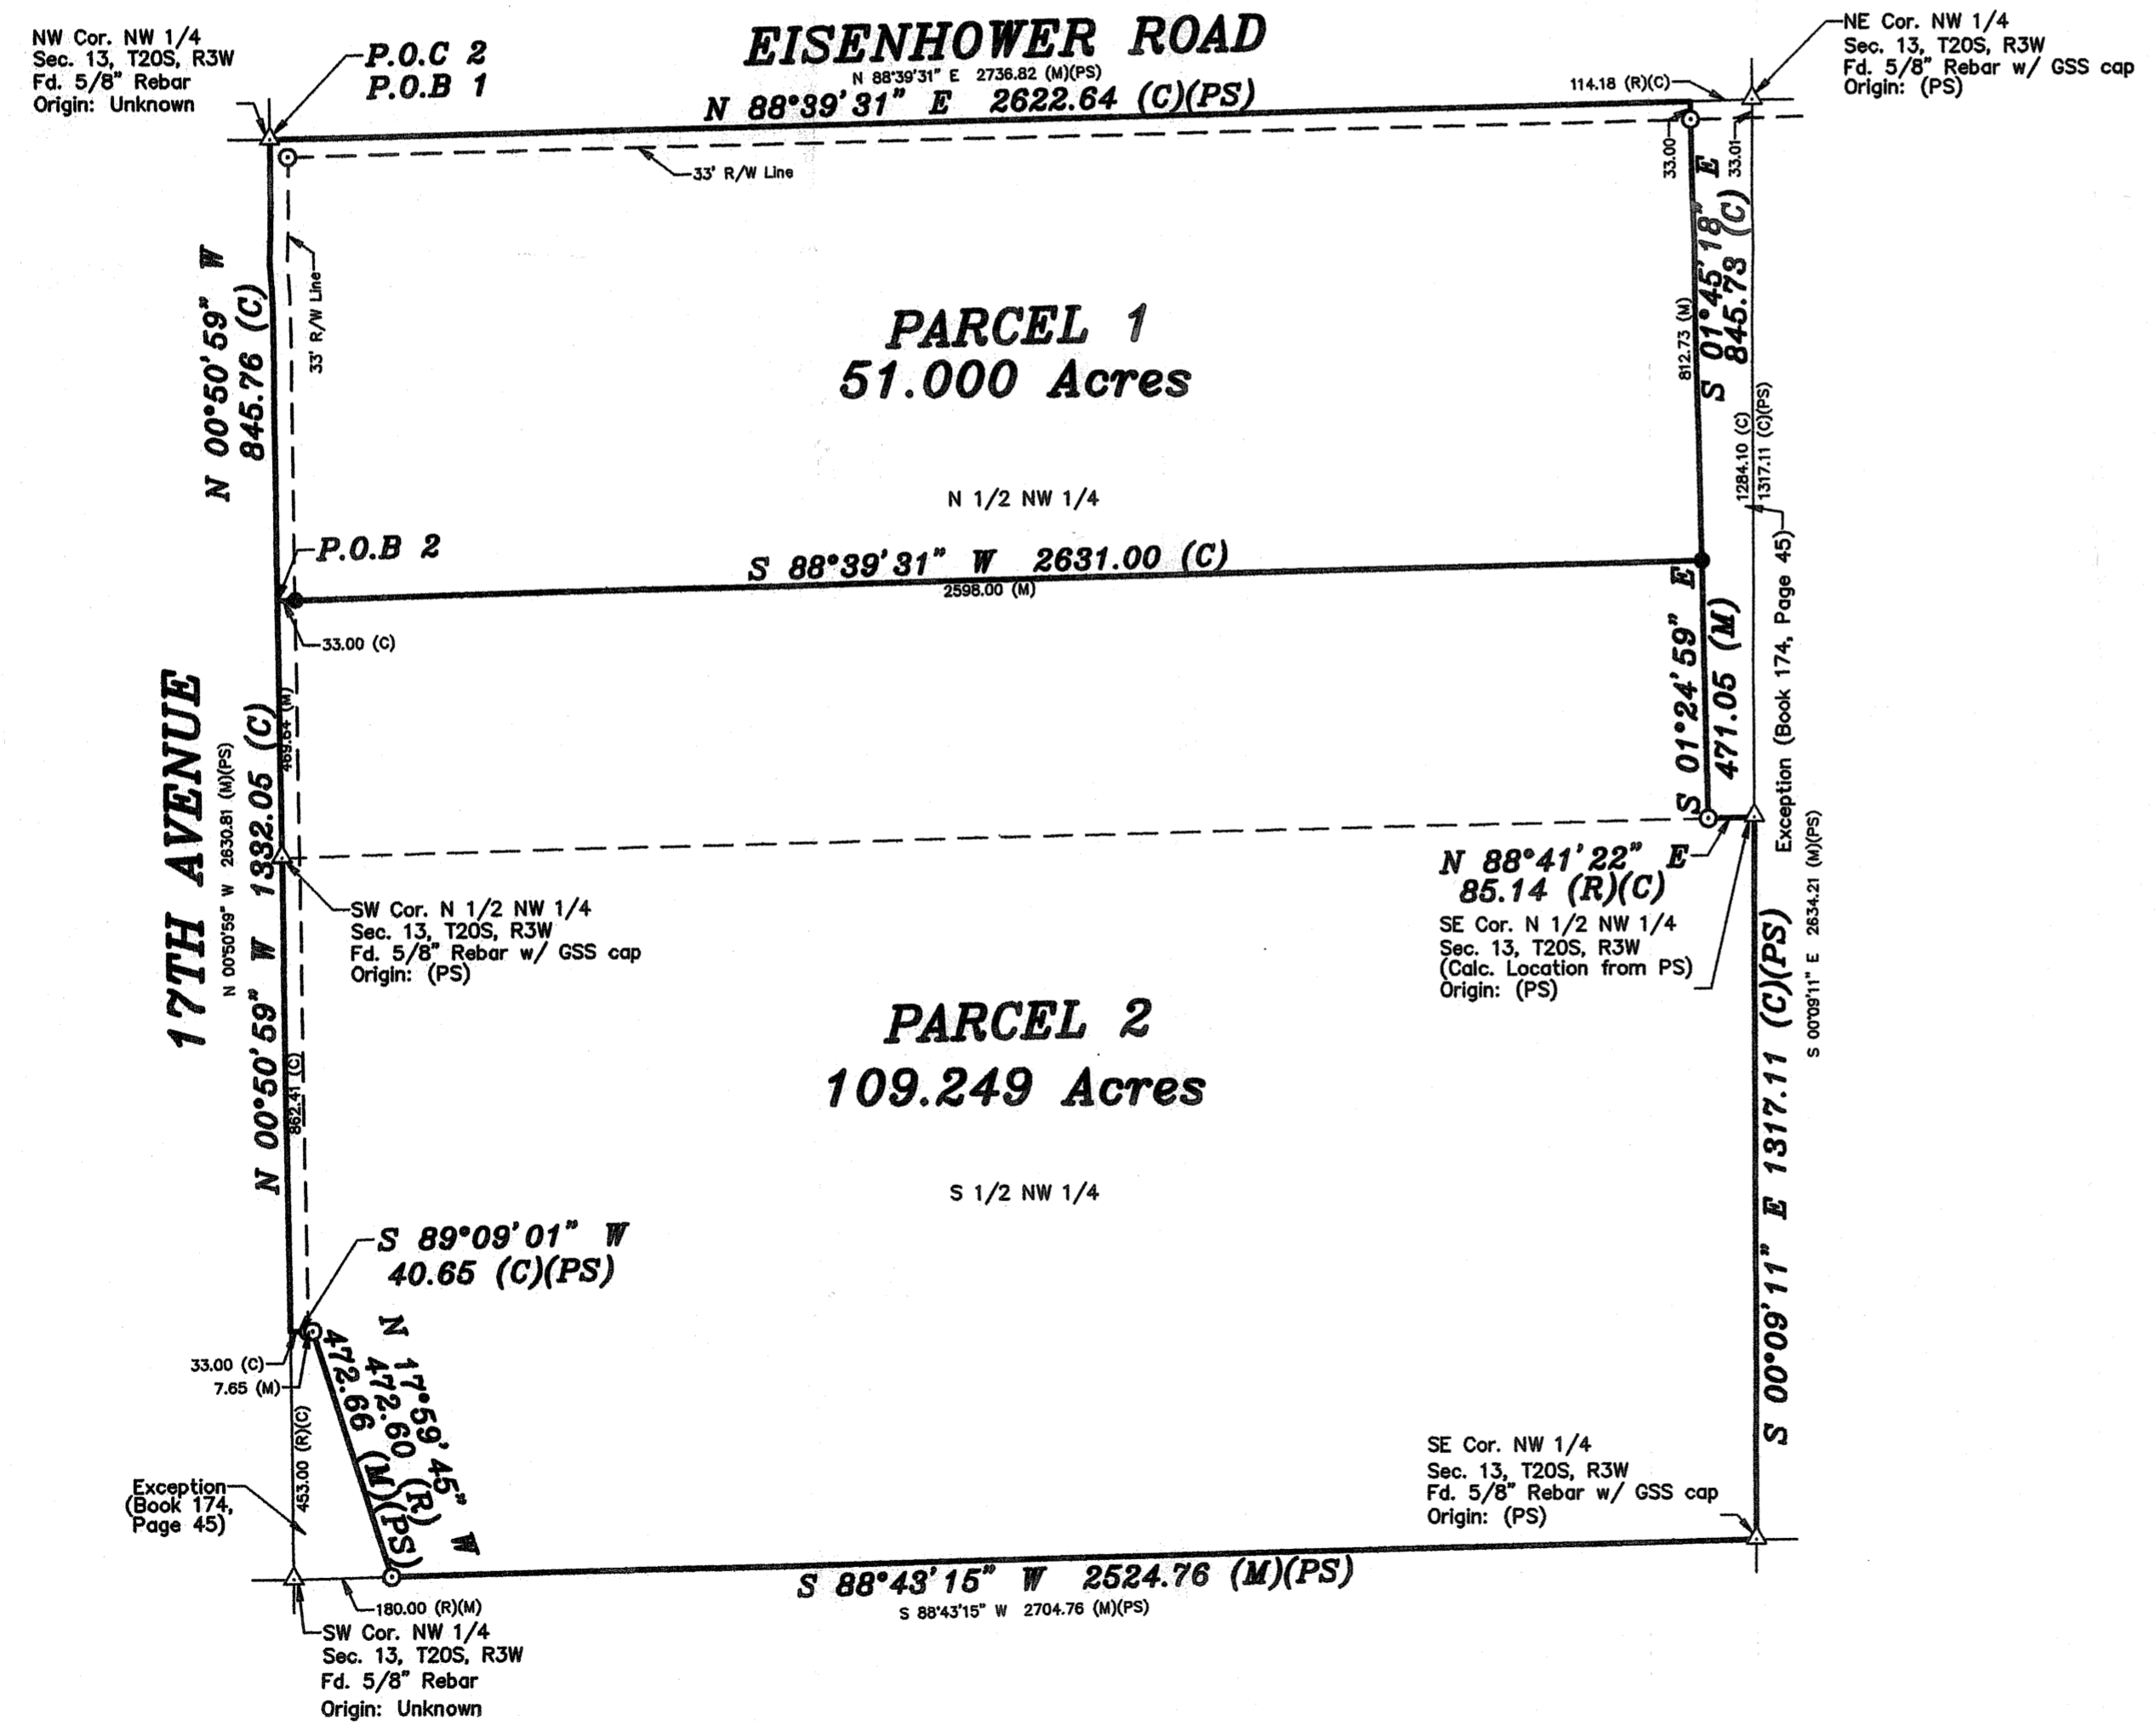 NW Cor. NW 1/4
Sec. 13, T20S, R3W
Fd. 5/8" Rebar
Origin: Unknown
P.O.C 2
P.O.B 1
EISENHOWER ROAD
N 88°39'31" E 2736.82 (M)(PS)
N 88°39'31" E 2622.64 (C)(PS)
114.18 (R)(C)
NE Cor. NW 1/4
Sec. 13, T20S, R3W
Fd. 5/8" Rebar w/ GSS cap
Origin: (PS)
33' R/W Line
33' R/W Line
33.00
33.01
N 00°50'59" W
845.76 (C)
PARCEL 1
51.000 Acres
N 1/2 NW 1/4
812.73 (M)
S 01°45'18" E
845.73 (C)
1284.10 (C)
1317.11 (C)(PS)
P.O.B 2
S 88°39'31" W 2631.00 (C)
2598.00 (M)
33.00 (C)
S 01°24'59" E
471.05 (M)
Exception (Book 174, Page 45)
17TH AVENUE
N 00°50'59" W 2630.81 (M)(PS)
N 00°50'59" W 1332.05 (C)
469.64 (M)
862.41 (C)
SW Cor. N 1/2 NW 1/4
Sec. 13, T20S, R3W
Fd. 5/8" Rebar w/ GSS cap
Origin: (PS)
N 88°41'22" E
85.14 (R)(C)
SE Cor. N 1/2 NW 1/4
Sec. 13, T20S, R3W
(Calc. Location from PS)
Origin: (PS)
S 00°09'11" E 2634.21 (M)(PS)
S 00°09'11" E 1317.11 (C)(PS)
PARCEL 2
109.249 Acres
S 1/2 NW 1/4
S 89°09'01" W
40.65 (C)(PS)
33.00 (C)
7.65 (M)
N 17°59'45" W
472.60 (R)
472.66 (M)(PS)
453.00 (R)(C)
Exception
(Book 174,
Page 45)
SE Cor. NW 1/4
Sec. 13, T20S, R3W
Fd. 5/8" Rebar w/ GSS cap
Origin: (PS)
S 88°43'15" W 2524.76 (M)(PS)
S 88°43'15" W 2704.76 (M)(PS)
180.00 (R)(M)
SW Cor. NW 1/4
Sec. 13, T20S, R3W
Fd. 5/8" Rebar
Origin: Unknown